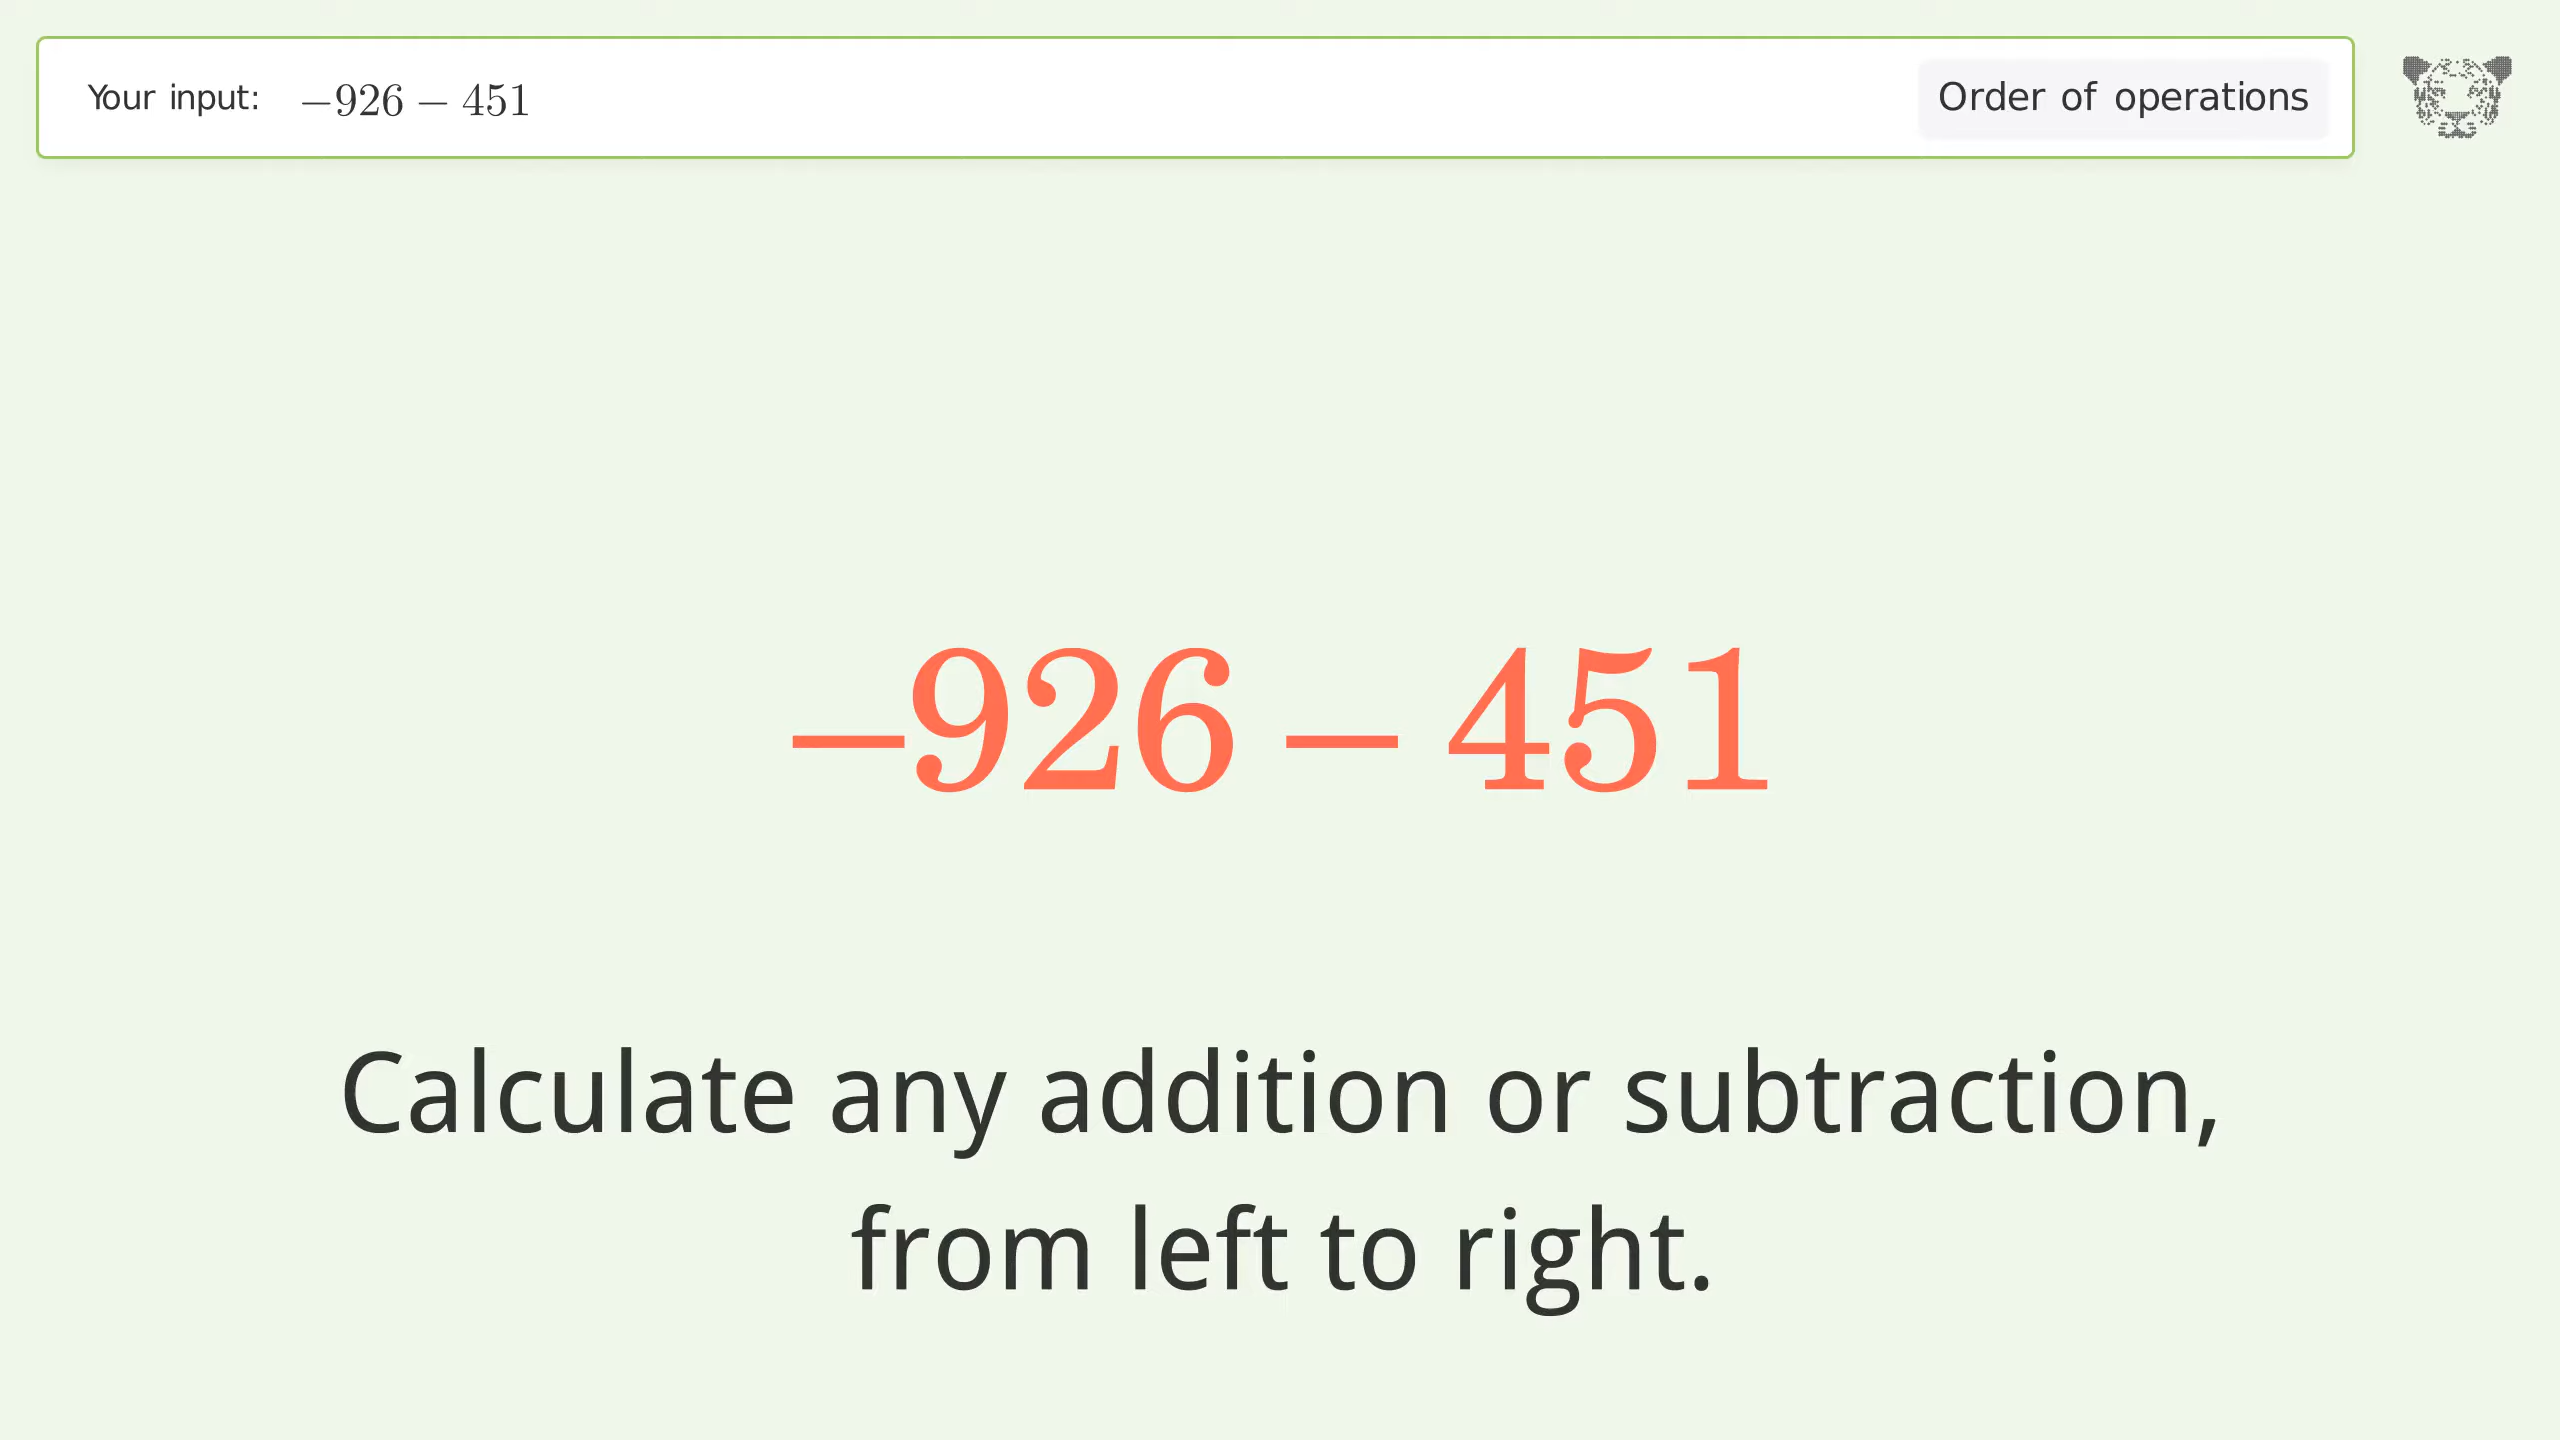 Your input: −926 − 451 Order of operations
−926 − 451
Calculate any addition or subtraction,
from left to right.